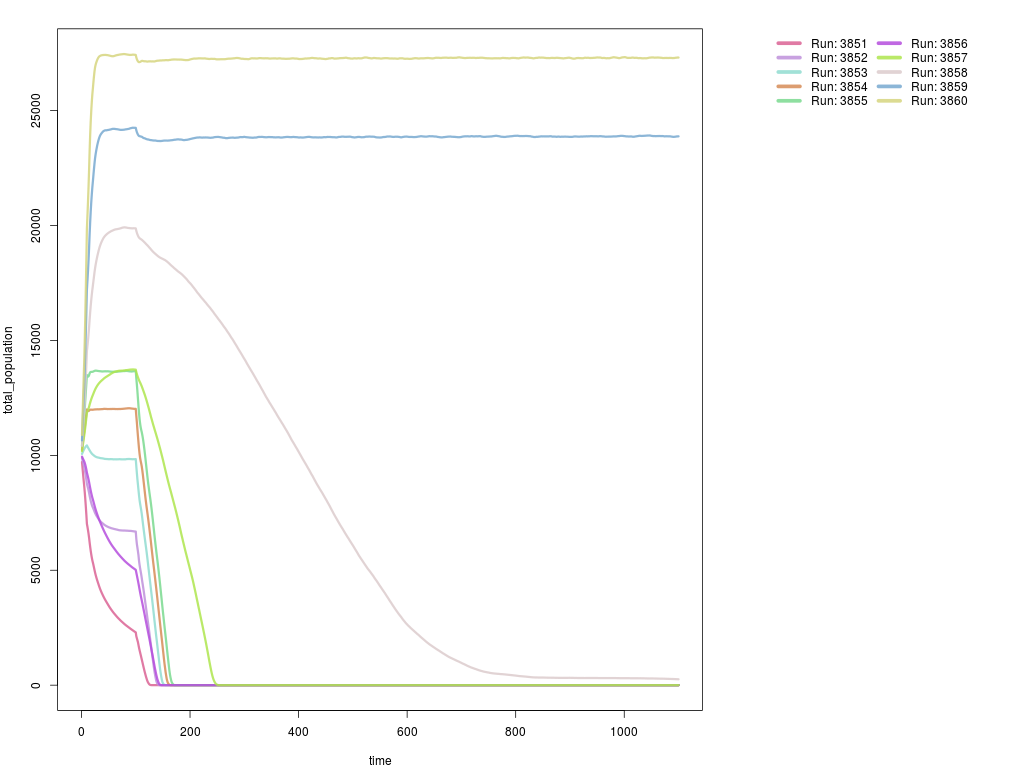 total_population
25000
20000
15000
10000
5000
0
0 200 400 600 800 1000
time
Run: 3851 Run: 3856
Run: 3852 Run: 3857
Run: 3853 Run: 3858
Run: 3854 Run: 3859
Run: 3855 Run: 3860